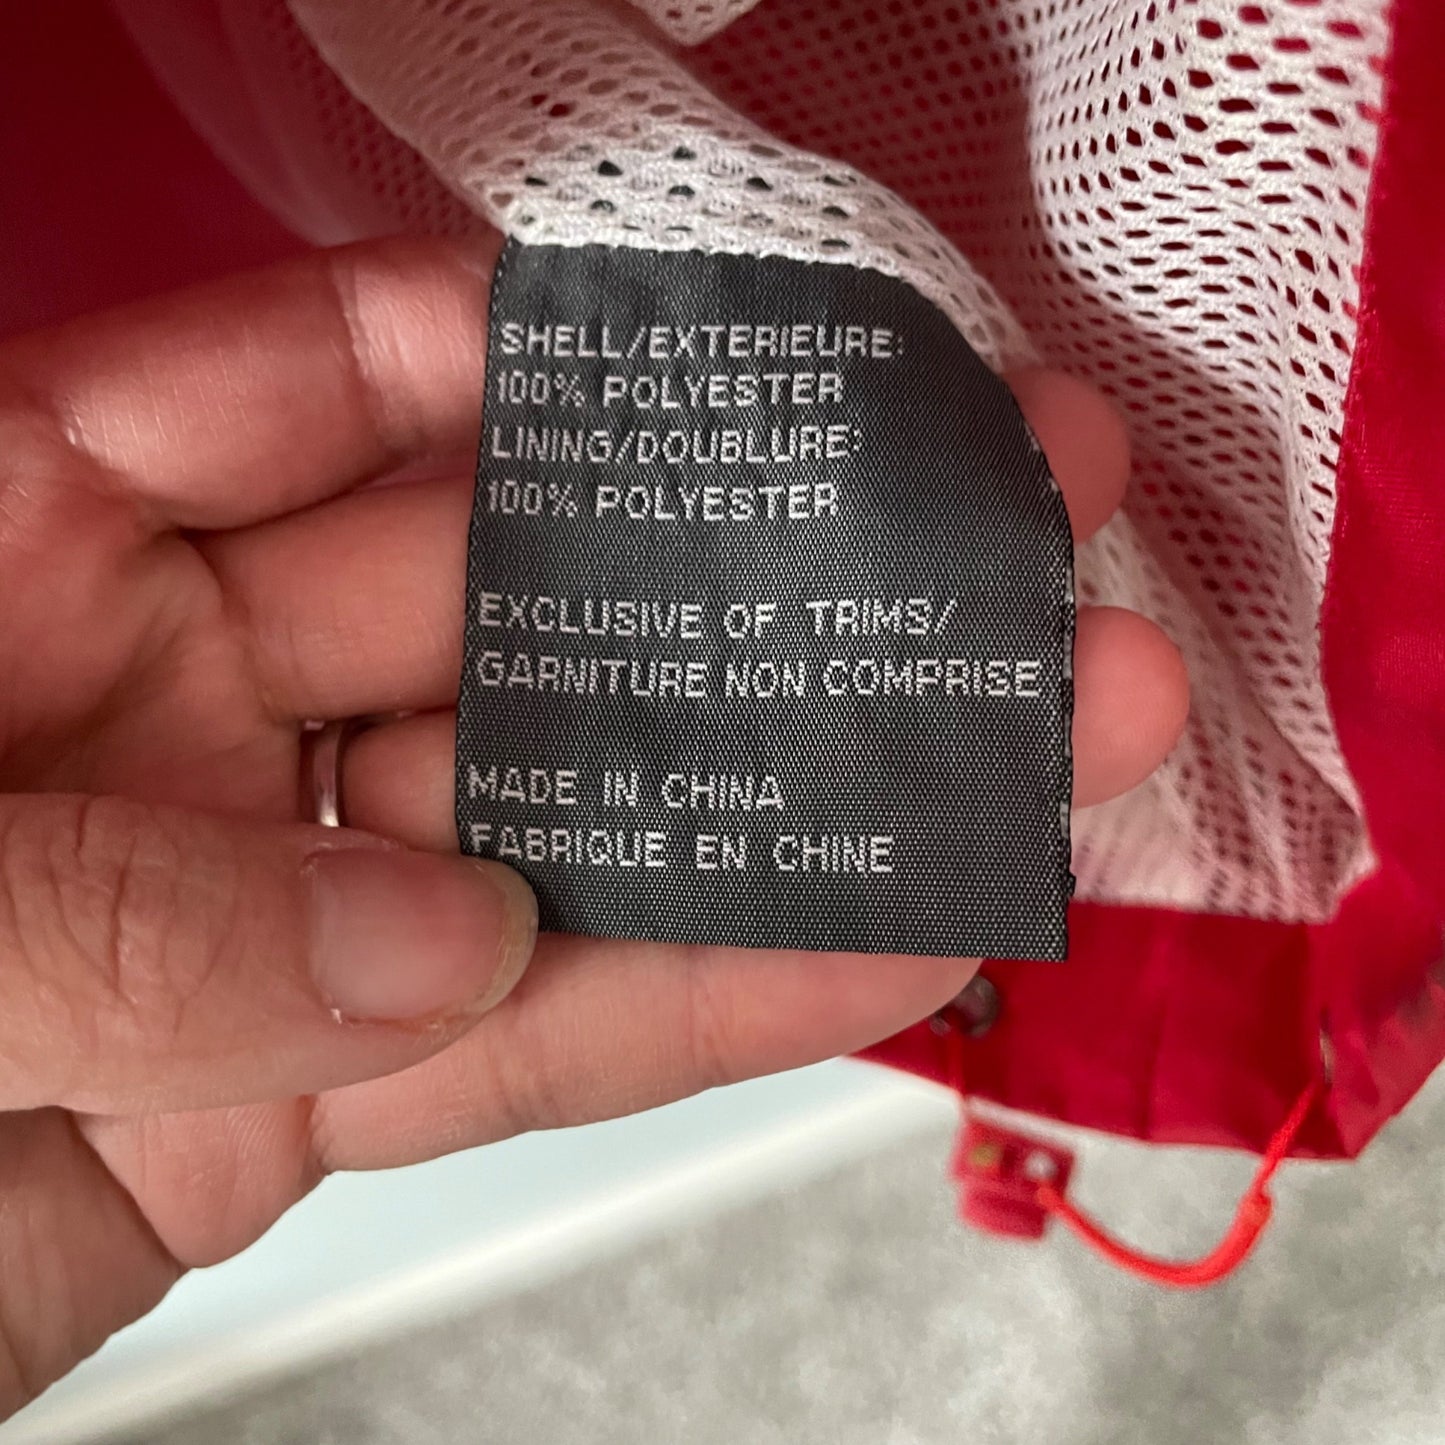 SHELL/EXTERIEURE:
100% POLYESTER
LINING/DOUBLURE:
100% POLYESTER
EXCLUSIVE OF TRIMS/
GARNITURE NON COMPRISE
MADE IN CHINA
FABRIQUE EN CHINE